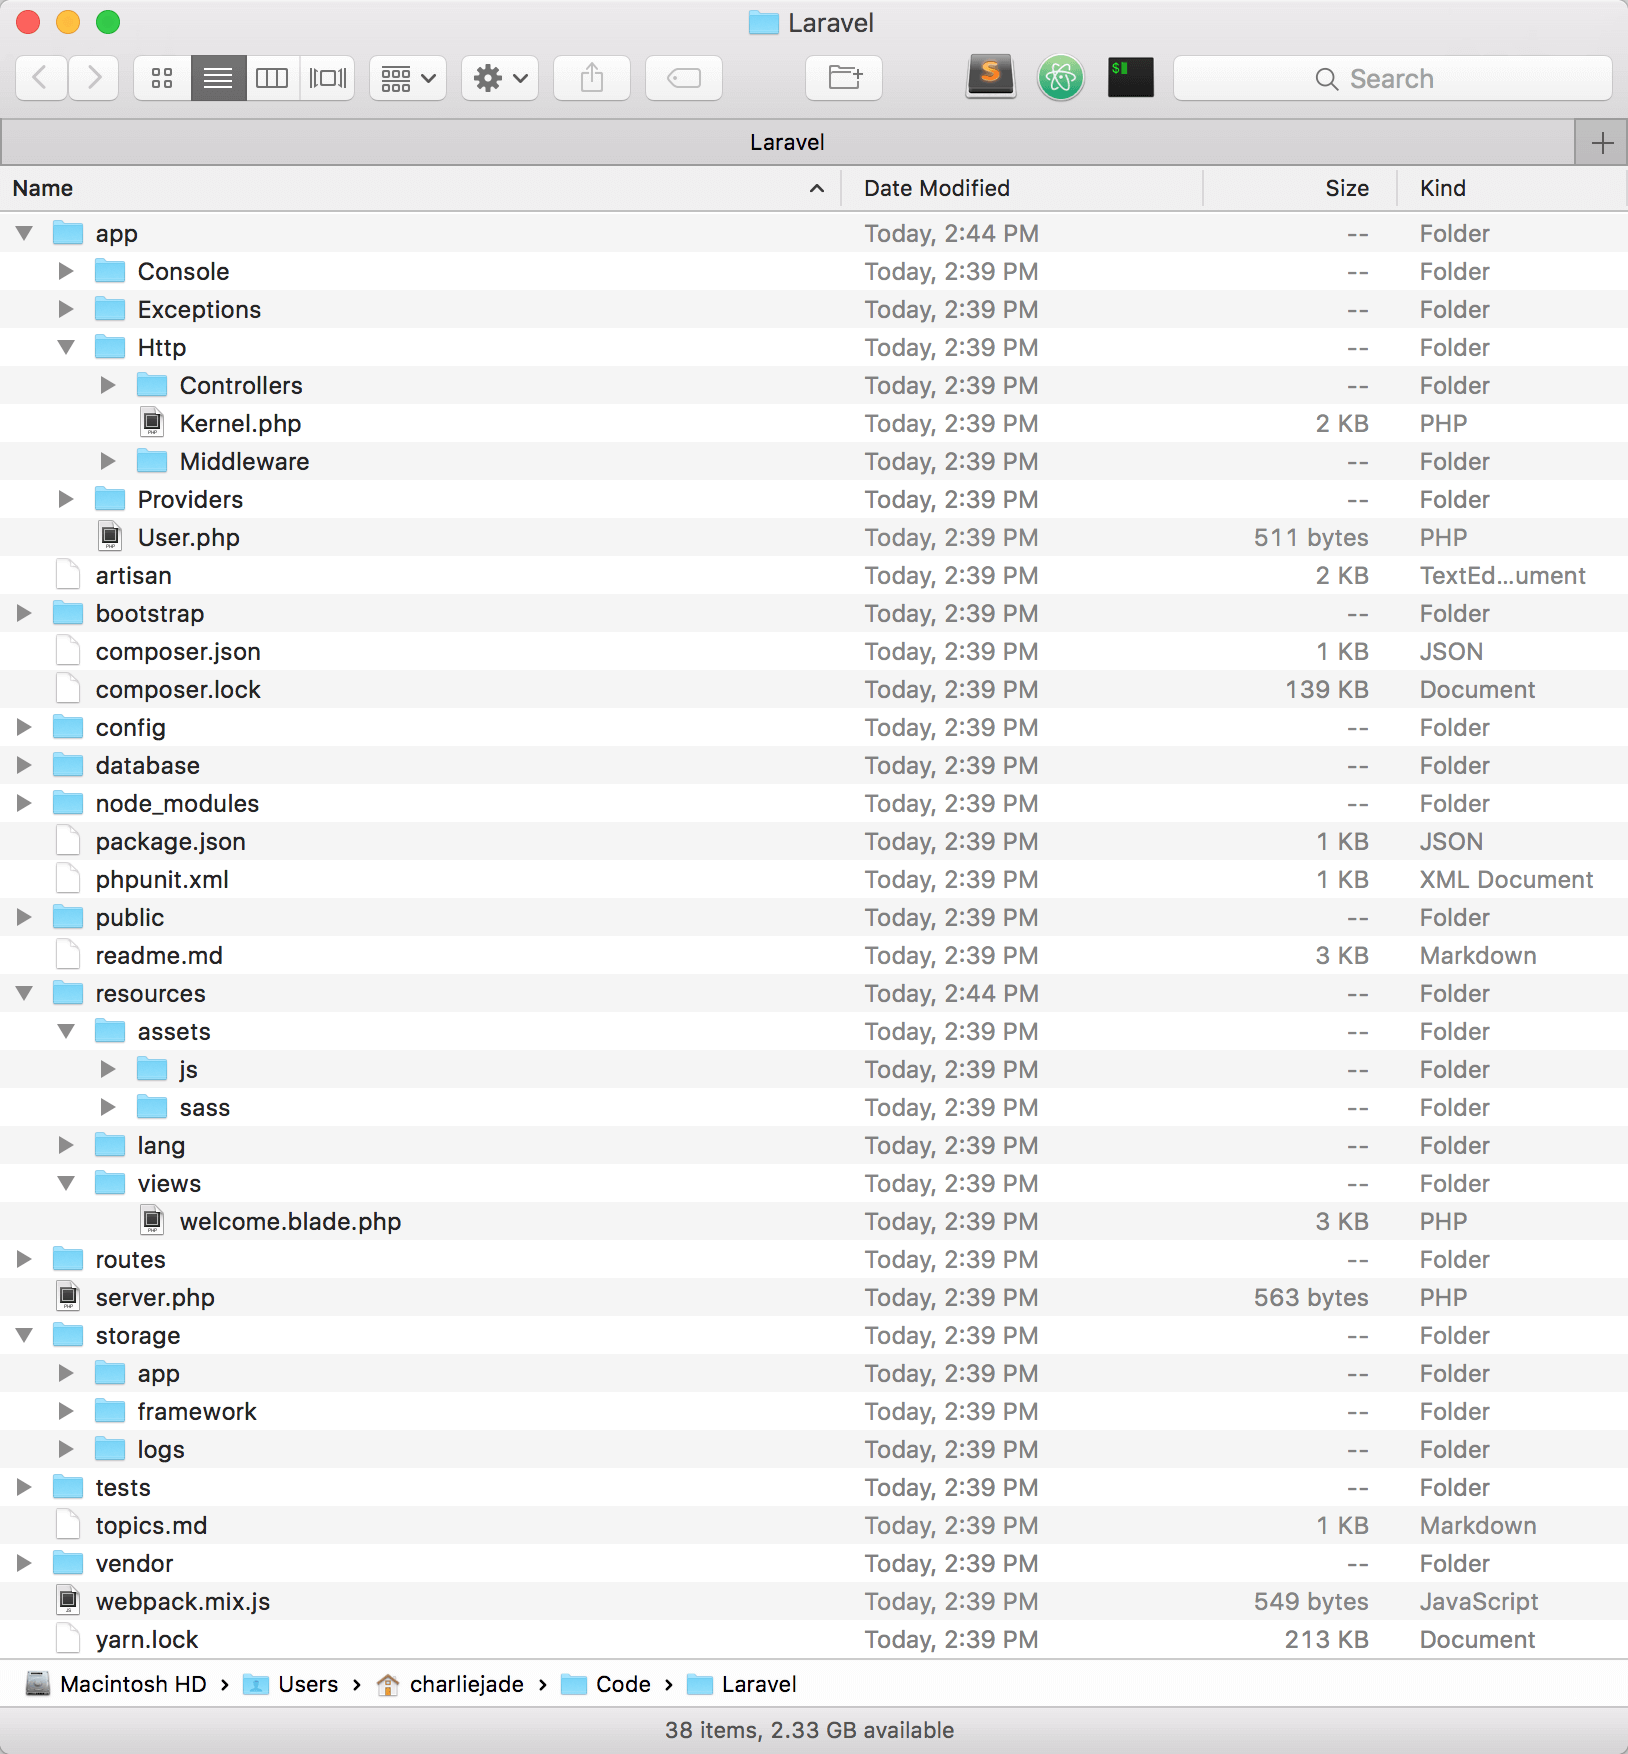 Laravel
S $ Search
Laravel
Name Date Modified Size Kind
app Today, 2:44 PM -- Folder
Console Today, 2:39 PM -- Folder
Exceptions Today, 2:39 PM -- Folder
Http Today, 2:39 PM -- Folder
Controllers Today, 2:39 PM -- Folder
Kernel.php Today, 2:39 PM 2 KB PHP
Middleware Today, 2:39 PM -- Folder
Providers Today, 2:39 PM -- Folder
User.php Today, 2:39 PM 511 bytes PHP
artisan Today, 2:39 PM 2 KB TextEd...ument
bootstrap Today, 2:39 PM -- Folder
composer.json Today, 2:39 PM 1 KB JSON
composer.lock Today, 2:39 PM 139 KB Document
config Today, 2:39 PM -- Folder
database Today, 2:39 PM -- Folder
node_modules Today, 2:39 PM -- Folder
package.json Today, 2:39 PM 1 KB JSON
phpunit.xml Today, 2:39 PM 1 KB XML Document
public Today, 2:39 PM -- Folder
readme.md Today, 2:39 PM 3 KB Markdown
resources Today, 2:44 PM -- Folder
assets Today, 2:39 PM -- Folder
js Today, 2:39 PM -- Folder
sass Today, 2:39 PM -- Folder
lang Today, 2:39 PM -- Folder
views Today, 2:39 PM -- Folder
welcome.blade.php Today, 2:39 PM 3 KB PHP
routes Today, 2:39 PM -- Folder
server.php Today, 2:39 PM 563 bytes PHP
storage Today, 2:39 PM -- Folder
app Today, 2:39 PM -- Folder
framework Today, 2:39 PM -- Folder
logs Today, 2:39 PM -- Folder
tests Today, 2:39 PM -- Folder
topics.md Today, 2:39 PM 1 KB Markdown
vendor Today, 2:39 PM -- Folder
webpack.mix.js Today, 2:39 PM 549 bytes JavaScript
yarn.lock Today, 2:39 PM 213 KB Document
Macintosh HD › Users › charliejade › Code › Laravel
38 items, 2.33 GB available